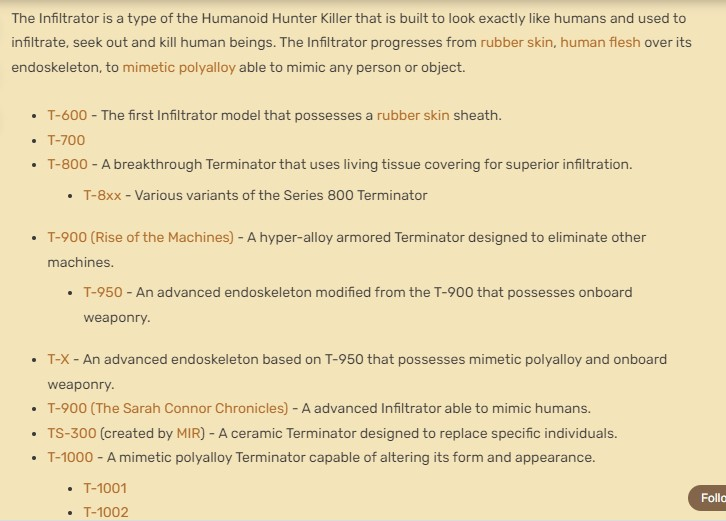 The Infiltrator is a type of the Humanoid Hunter Killer that is built to look exactly like humans and used to
infiltrate, seek out and kill human beings. The Infiltrator progresses from rubber skin, human flesh over its
endoskeleton, to mimetic polyalloy able to mimic any person or object.
• T-600 - The first Infiltrator model that possesses a rubber skin sheath.
• T-700
• T-800 - A breakthrough Terminator that uses living tissue covering for superior infiltration.
• T-8xx - Various variants of the Series 800 Terminator
• T-900 (Rise of the Machines) - A hyper-alloy armored Terminator designed to eliminate other
machines.
• T-950 - An advanced endoskeleton modified from the T-900 that possesses onboard
weaponry.
• T-X - An advanced endoskeleton based on T-950 that possesses mimetic polyalloy and onboard
weaponry.
• T-900 (The Sarah Connor Chronicles) - A advanced Infiltrator able to mimic humans.
• TS-300 (created by MIR) - A ceramic Terminator designed to replace specific individuals.
• T-1000 - A mimetic polyalloy Terminator capable of altering its form and appearance.
• T-1001
Follo
• T-1002